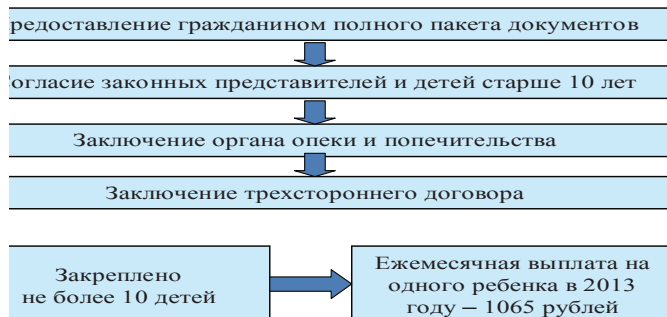 редоставление гражданином полного пакета документов
огласие законных представителей и детей старше 10 лет
Заключение органа опеки и попечительства
Заключение трехстороннего договора
Закреплено
не более 10 детей
Ежемесячная выплата на
одного ребенка в 2013
году – 1065 рублей